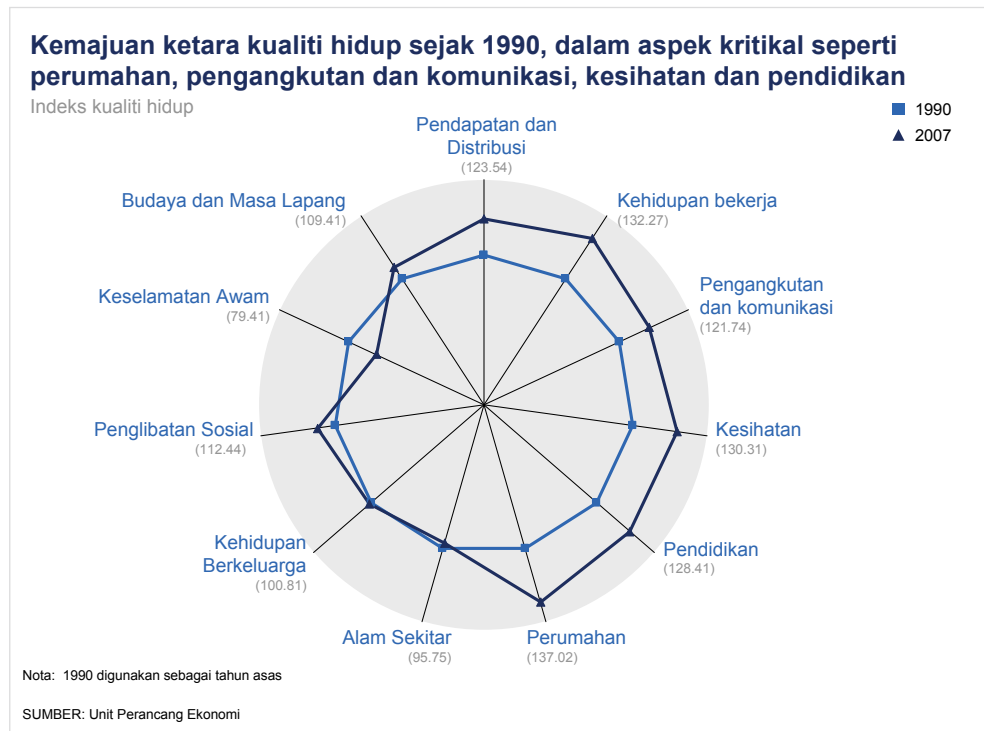 Kemajuan ketara kualiti hidup sejak 1990, dalam aspek kritikal seperti
perumahan, pengangkutan dan komunikasi, kesihatan dan pendidikan
Indeks kualiti hidup
1990
2007
Pendapatan dan
Distribusi
(123.54)
Kehidupan bekerja
(132.27)
Pengangkutan
dan komunikasi
(121.74)
Kesihatan
(130.31)
Pendidikan
(128.41)
Perumahan
(137.02)
Alam Sekitar
(95.75)
Kehidupan
Berkeluarga
(100.81)
Penglibatan Sosial
(112.44)
Keselamatan Awam
(79.41)
Budaya dan Masa Lapang
(109.41)
Nota: 1990 digunakan sebagai tahun asas
SUMBER: Unit Perancang Ekonomi